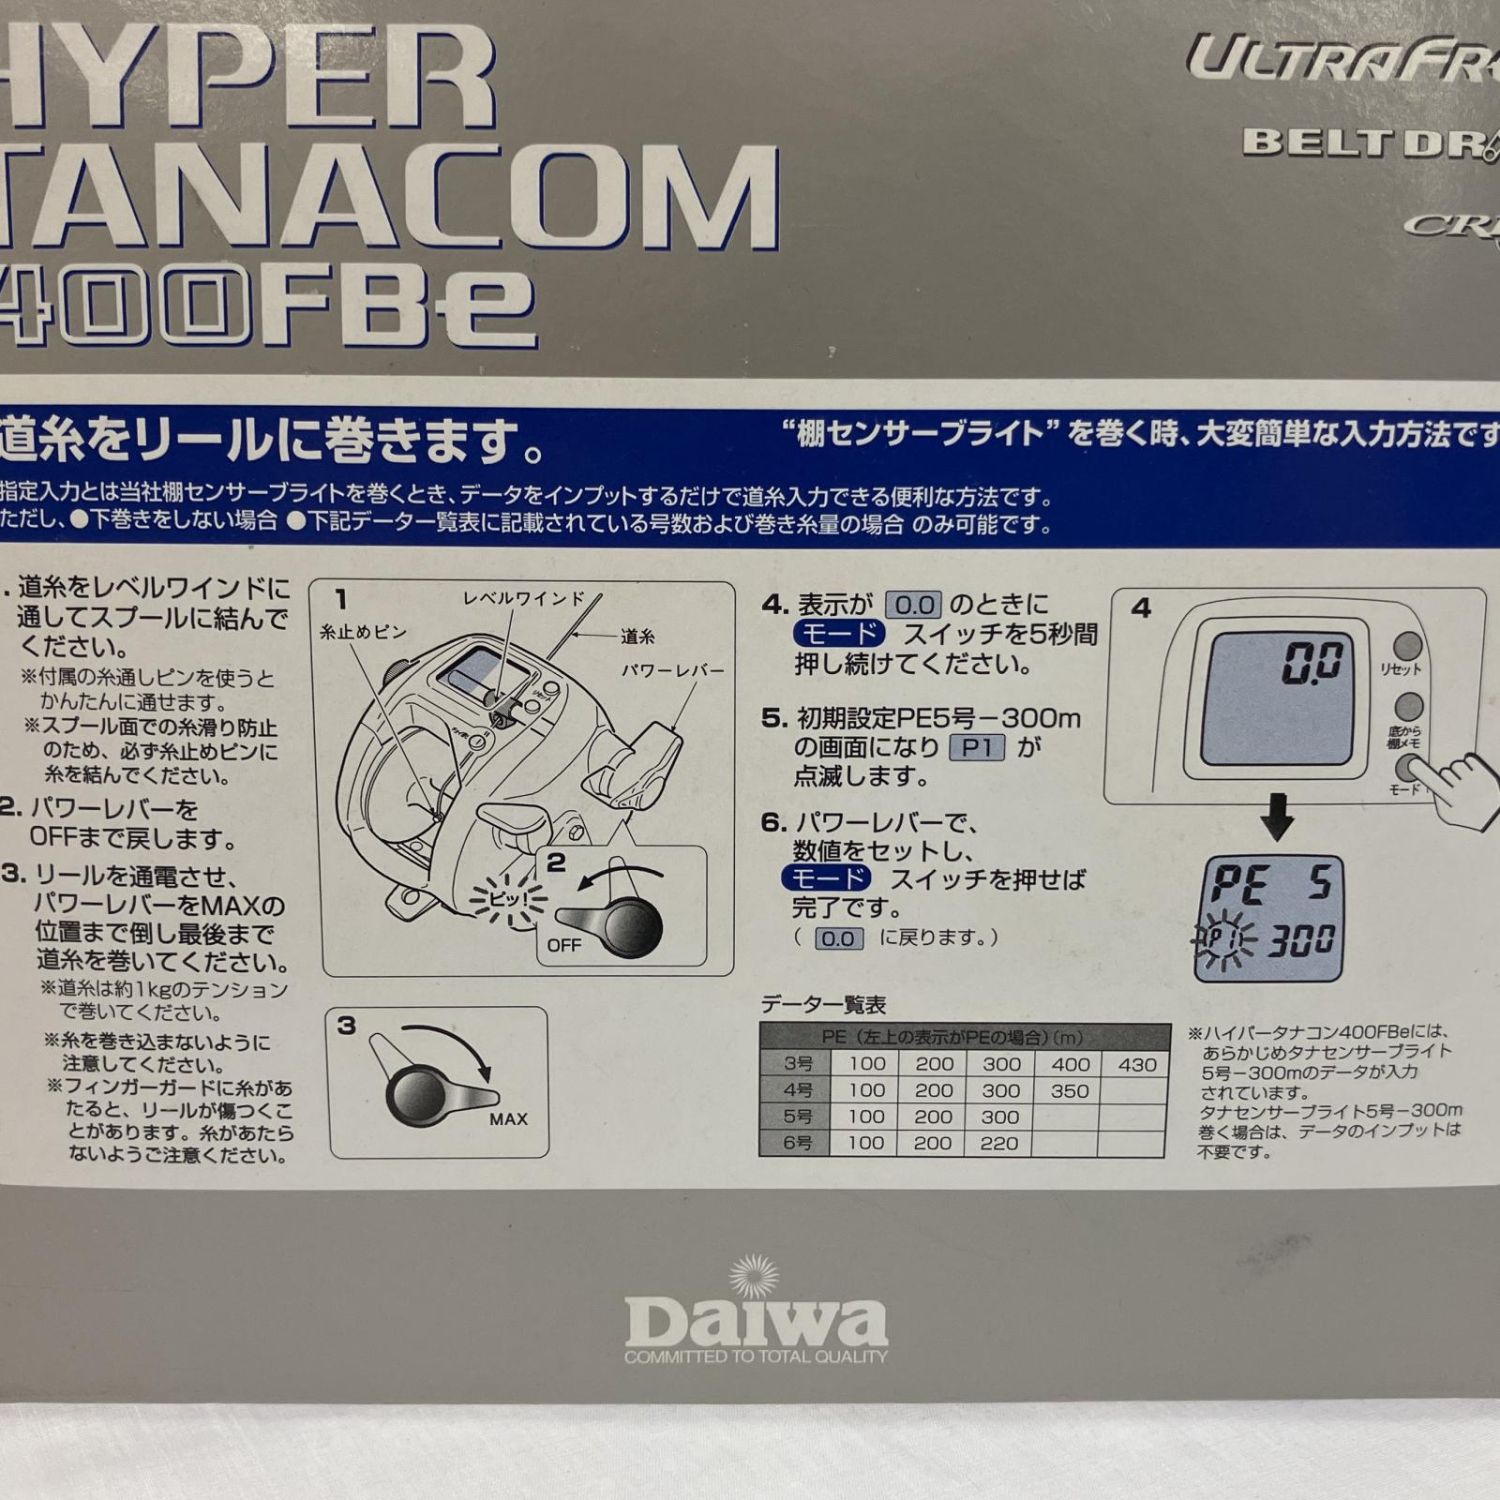 HYPER
TANACOM
400FBe
ULTRA
BELT DR
道糸をリールに巻きます。
“棚センサーブライト”を巻く時、大変簡単な入力方法です
指定入力とは当社棚センサーブライトを巻くとき、データをインプットするだけで道糸入力できる便利な方法です。
ただし、●下巻きをしない場合 ●下記データ一覧表に記載されている号数および巻き糸量の場合 のみ可能です。
. 道糸をレベルワインドに
通してスプールに結んで
ください。
※付属の糸通しピンを使うと
かんたんに通せます。
※スプール面での糸滑り防止
のため、必ず糸止めピンに
糸を結んでください。
2. パワーレバーを
OFFまで戻します。
3. リールを通電させ、
パワーレバーをMAXの
位置まで倒し最後まで
道糸を巻いてください。
※道糸は約1kgのテンション
で巻いてください。
※糸を巻き込まないように
注意してください。
※フィンガーガードに糸があ
たると、リールが傷つくこ
とがあります。糸があたら
ないようご注意ください。
1
レベルワインド
糸止めピン
道糸
パワーレバー
リセット
ピッ!
2
OFF
3
MAX
4. 表示が 0.0 のときに
モード スイッチを5秒間
押し続けてください。
5. 初期設定PE5号－300m
の画面になり P1 が
点滅します。
6. パワーレバーで、
数値をセットし、
モード スイッチを押せば
完了です。
( 0.0 に戻ります。)
4
0.0
リセット
底から
棚メモ
モード
PE 5
P1 300
データ一覧表
PE（左上の表示がPEの場合）(m)
3号 100 200 300 400 430
4号 100 200 300 350
5号 100 200 300
6号 100 200 220
※ハイパータナコン400FBeには、
あらかじめタナセンサーブライト
5号－300mのデータが入力
されています。
タナセンサーブライト5号－300m
巻く場合は、データのインプットは
不要です。
Daiwa
COMMITTED TO TOTAL QUALITY